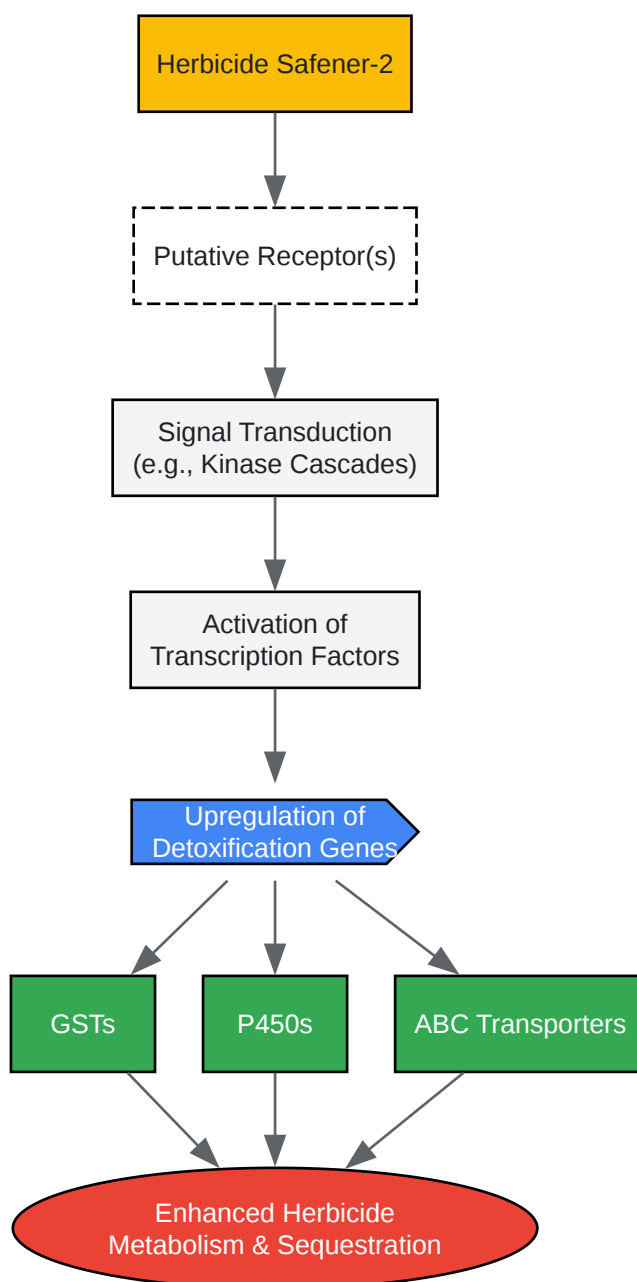 Herbicide Safener-2
Putative Receptor(s)
Signal Transduction
(e.g., Kinase Cascades)
Activation of
Transcription Factors
Upregulation of
Detoxification Genes
GSTs
P450s
ABC Transporters
Enhanced Herbicide
Metabolism & Sequestration